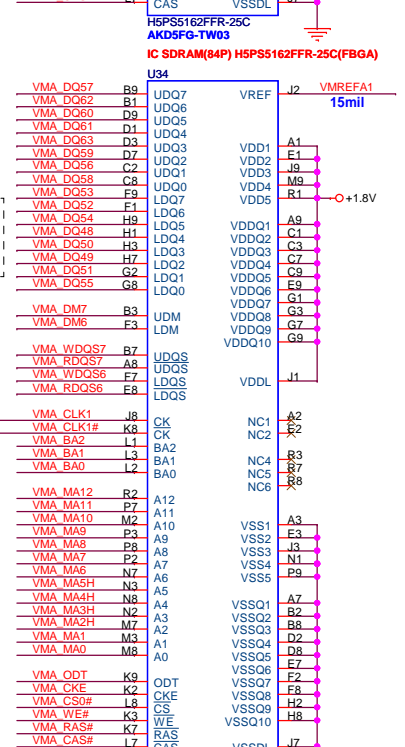 CAS VSSDL
H5PS5162FFR-25C
AKD5FG-TW03
IC SDRAM(84P) H5PS5162FFR-25C(FBGA)
U34
VMA_DQ57 B9 UDQ7
VMA_DQ62 B1 UDQ6
VMA_DQ60 D9 UDQ5
VMA_DQ61 D1 UDQ4
VMA_DQ63 D3 UDQ3
VMA_DQ59 D7 UDQ2
VMA_DQ56 C2 UDQ1
VMA_DQ58 C8 UDQ0
VMA_DQ53 F9 LDQ7
VMA_DQ52 F1 LDQ6
VMA_DQ54 H9 LDQ5
VMA_DQ48 H1 LDQ4
VMA_DQ50 H3 LDQ3
VMA_DQ49 H7 LDQ2
VMA_DQ51 G2 LDQ1
VMA_DQ55 G8 LDQ0
VMA_DM7 B3 UDM
VMA_DM6 F3 LDM
VMA_WDQS7 B7 UDQS
VMA_RDQS7 A8 UDQS
VMA_WDQS6 F7 LDQS
VMA_RDQS6 E8 LDQS
VMA_CLK1 J8 CK
VMA_CLK1# K8 CK
VMA_BA2 L1 BA2
VMA_BA1 L3 BA1
VMA_BA0 L2 BA0
VMA_MA12 R2 A12
VMA_MA11 P7 A11
VMA_MA10 M2 A10
VMA_MA9 P3 A9
VMA_MA8 P8 A8
VMA_MA7 P2 A7
VMA_MA6 N7 A6
VMA_MA5H N3 A5
VMA_MA4H N8 A4
VMA_MA3H N2 A3
VMA_MA2H M7 A2
VMA_MA1 M3 A1
VMA_MA0 M8 A0
VMA_ODT K9 ODT
VMA_CKE K2 CKE
VMA_CS0# L8 CS
VMA_WE# K3 WE
VMA_RAS# K7 RAS
VMA_CAS# L7 CAS
VREF J2 VMREFA1
15mil
VDD1 A1
VDD2 E1
VDD3 J9
VDD4 M9
VDD5 R1 +1.8V
VDDQ1 A9
VDDQ2 C1
VDDQ3 C3
VDDQ4 C7
VDDQ5 C9
VDDQ6 E9
VDDQ7 G1
VDDQ8 G3
VDDQ9 G7
VDDQ10 G9
VDDL J1
NC1 A2
NC2 E2
NC4 R3
NC5 R7
NC6 R8
VSS1 A3
VSS2 E3
VSS3 J3
VSS4 N1
VSS5 P9
VSSQ1 A7
VSSQ2 B2
VSSQ3 B8
VSSQ4 D2
VSSQ5 D8
VSSQ6 E7
VSSQ7 F2
VSSQ8 F8
VSSQ9 H2
VSSQ10 H8
VSSDL J7